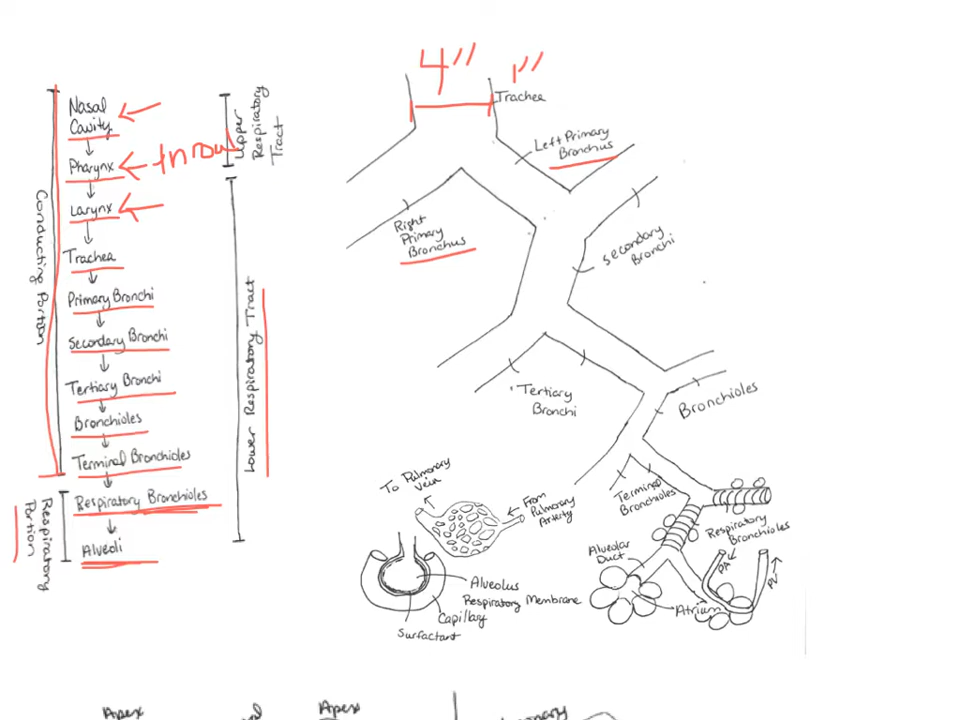 Nasal
Cavity
Pharynx
Larynx
Trachea
Primary Bronchi
Secondary Bronchi
Tertiary Bronchi
Bronchioles
Terminal Bronchioles
Respiratory Bronchioles
Alveoli
Conducting Portion
Respiratory
Portion
Upper
Respiratory
Tract
Lower Respiratory Tract
4"
1"
Trachea
Left Primary
Bronchus
Right
Primary
Bronchus
Secondary
Bronchi
Tertiary
Bronchi
Bronchioles
Terminal
Bronchioles
Respiratory
Bronchioles
To Pulmonary
Vein
From
Pulmonary
Artery
Alveolus
Respiratory Membrane
Capillary
Surfactant
Alveolar
Duct
Atrium
PA
PV
Apex
Apex